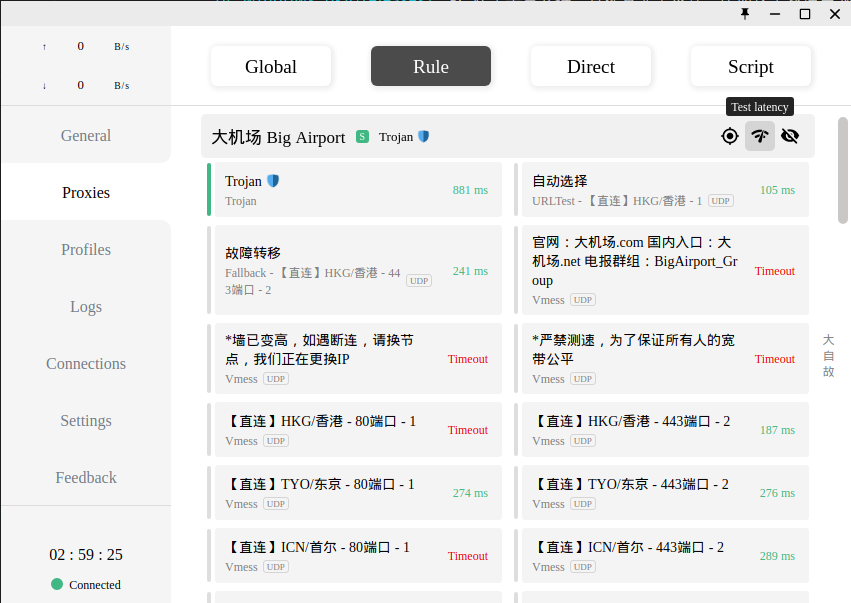 ↑ 0 B/s
↓ 0 B/s
General
Proxies
Profiles
Logs
Connections
Settings
Feedback
02 : 59 : 25
Connected
Global
Rule
Direct
Script
Test latency
大机场 Big Airport S Trojan
Trojan
Trojan
881 ms
自动选择
URLTest - 【直连】HKG/香港 - 1 UDP
105 ms
故障转移
Fallback - 【直连】HKG/香港 - 44
3端口 - 2
UDP
241 ms
官网：大机场.com 国内入口：大
机场.net 电报群组：BigAirport_Gr
oup
Vmess UDP
Timeout
*墙已变高，如遇断连，请换节
点，我们正在更换IP
Vmess UDP
Timeout
*严禁测速，为了保证所有人的宽
带公平
Vmess UDP
Timeout
【直连】HKG/香港 - 80端口 - 1
Vmess UDP
Timeout
【直连】HKG/香港 - 443端口 - 2
Vmess UDP
187 ms
【直连】TYO/东京 - 80端口 - 1
Vmess UDP
274 ms
【直连】TYO/东京 - 443端口 - 2
Vmess UDP
276 ms
【直连】ICN/首尔 - 80端口 - 1
Vmess UDP
Timeout
【直连】ICN/首尔 - 443端口 - 2
Vmess UDP
289 ms
大
自
故